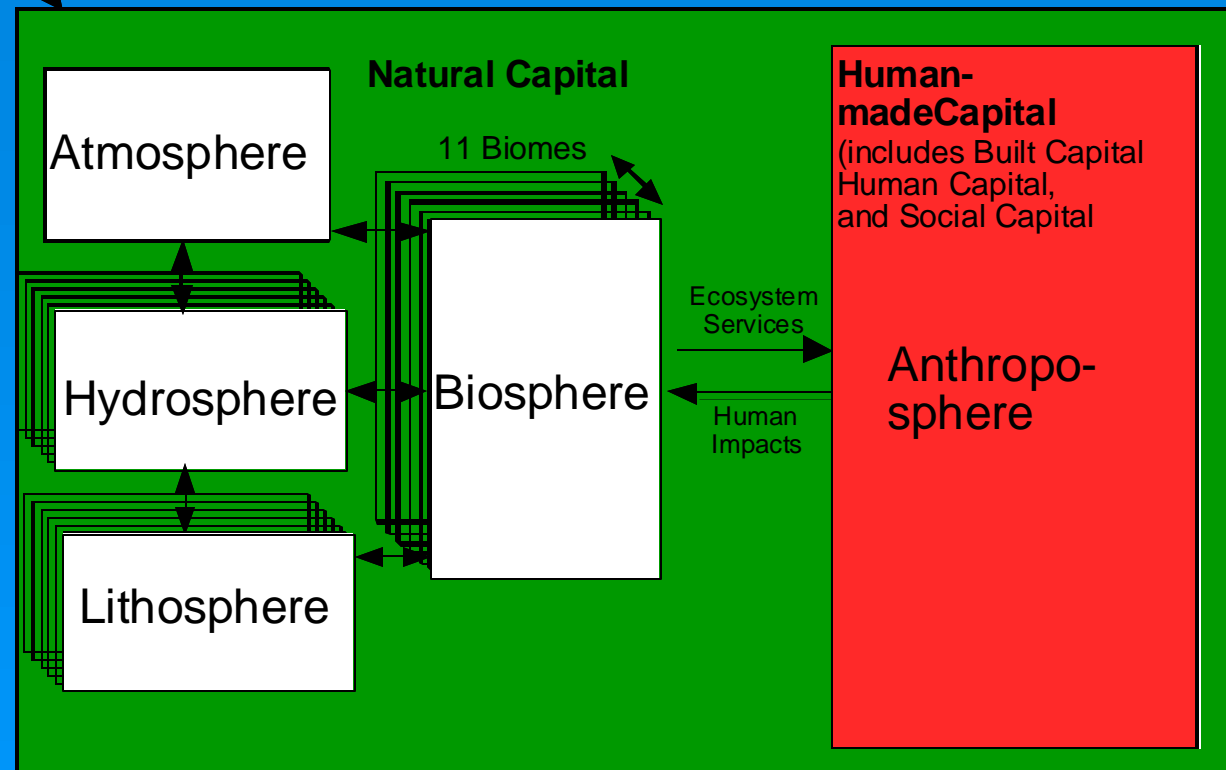 Natural Capital
Atmosphere
11 Biomes
Hydrosphere
Biosphere
Lithosphere
Ecosystem
Services
Human
Impacts
Human-
madeCapital
(includes Built Capital
Human Capital,
and Social Capital
Anthropo-
sphere